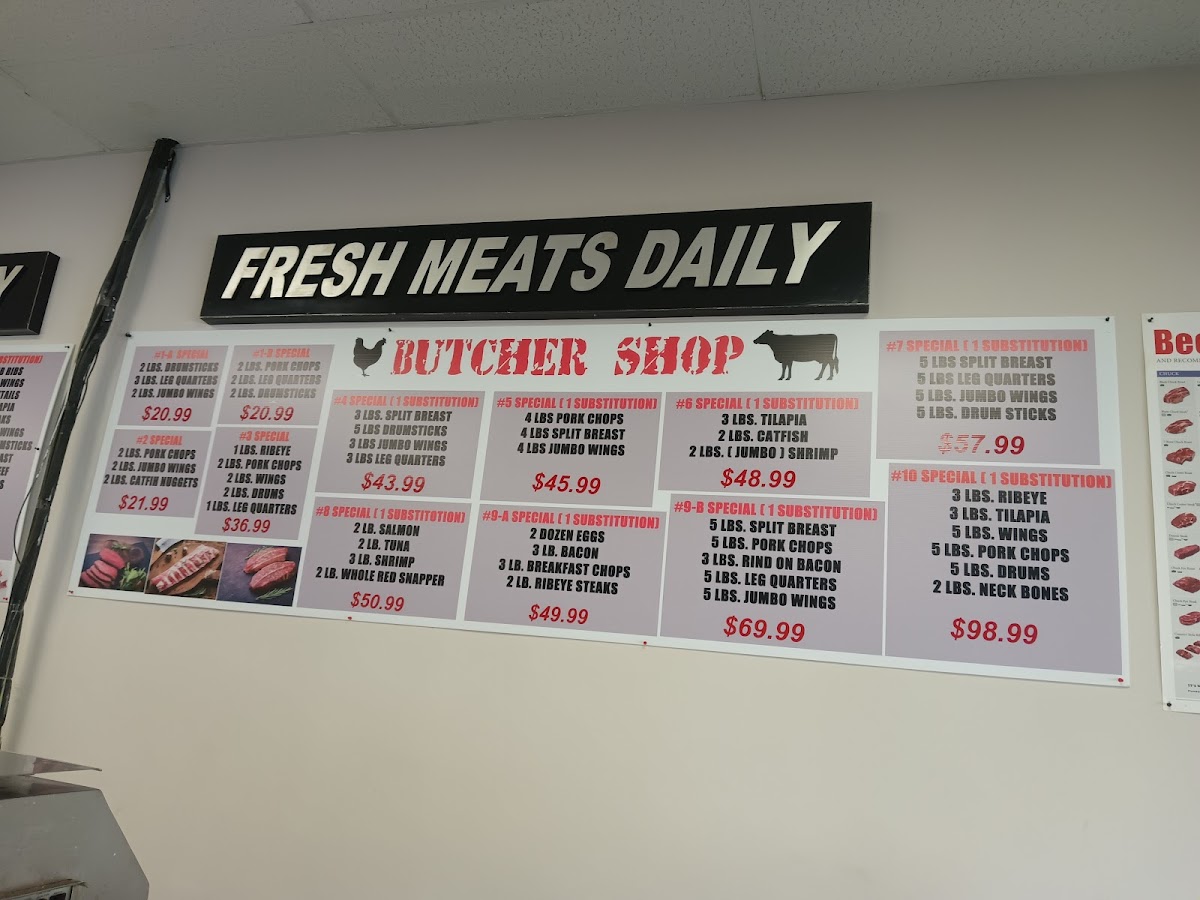 Y
FRESH MEATS DAILY
BUTCHER SHOP
#1-A SPECIAL
2 LBS. DRUMSTICKS
3 LBS. LEG QUARTERS
2 LBS. JUMBO WINGS
$20.99
#1-B SPECIAL
2 LBS. PORK CHOPS
2 LBS. LEG QUARTERS
2 LBS. DRUMSTICKS
$20.99
#2 SPECIAL
2 LBS. PORK CHOPS
2 LBS. JUMBO WINGS
2 LBS. CATFIN NUGGETS
$21.99
#3 SPECIAL
1 LBS. RIBEYE
2 LBS. PORK CHOPS
2 LBS. WINGS
2 LBS. DRUMS
1 LBS. LEG QUARTERS
$36.99
#4 SPECIAL (1 SUBSTITUTION)
3 LBS. SPLIT BREAST
5 LBS DRUMSTICKS
3 LBS JUMBO WINGS
3 LBS LEG QUARTERS
$43.99
#5 SPECIAL (1 SUBSTITUTION)
4 LBS PORK CHOPS
4 LBS SPLIT BREAST
4 LBS JUMBO WINGS
$45.99
#6 SPECIAL ( 1 SUBSTITUTION)
3 LBS. TILAPIA
2 LBS. CATFISH
2 LBS. ( JUMBO ) SHRIMP
$48.99
#7 SPECIAL ( 1 SUBSTITUTION)
5 LBS SPLIT BREAST
5 LBS LEG QUARTERS
5 LBS. JUMBO WINGS
5 LBS. DRUM STICKS
$57.99
#8 SPECIAL ( 1 SUBSTITUTION)
2 LB. SALMON
2 LB. TUNA
3 LB. SHRIMP
2 LB. WHOLE RED SNAPPER
$50.99
#9-A SPECIAL ( 1 SUBSTITUTION)
2 DOZEN EGGS
3 LB. BACON
3 LB. BREAKFAST CHOPS
2 LB. RIBEYE STEAKS
$49.99
#9-B SPECIAL ( 1 SUBSTITUTION)
5 LBS. SPLIT BREAST
5 LBS. PORK CHOPS
3 LBS. RIND ON BACON
5 LBS. LEG QUARTERS
5 LBS. JUMBO WINGS
$69.99
#10 SPECIAL ( 1 SUBSTITUTION)
3 LBS. RIBEYE
3 LBS. TILAPIA
5 LBS. WINGS
5 LBS. PORK CHOPS
5 LBS. DRUMS
2 LBS. NECK BONES
$98.99
AND RECOM
CHUCK